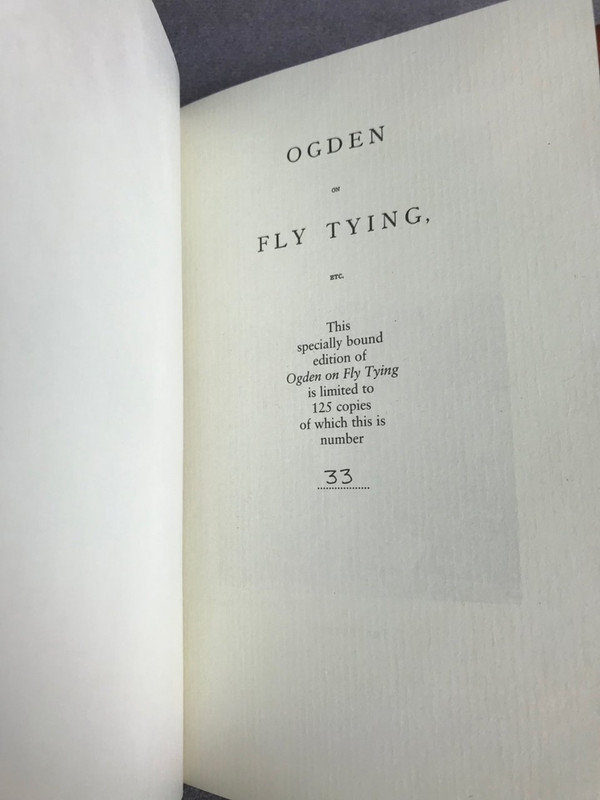 OGDEN
ON
FLY TYING,
ETC.
This
specially bound
edition of
Ogden on Fly Tying
is limited to
125 copies
of which this is
number
33